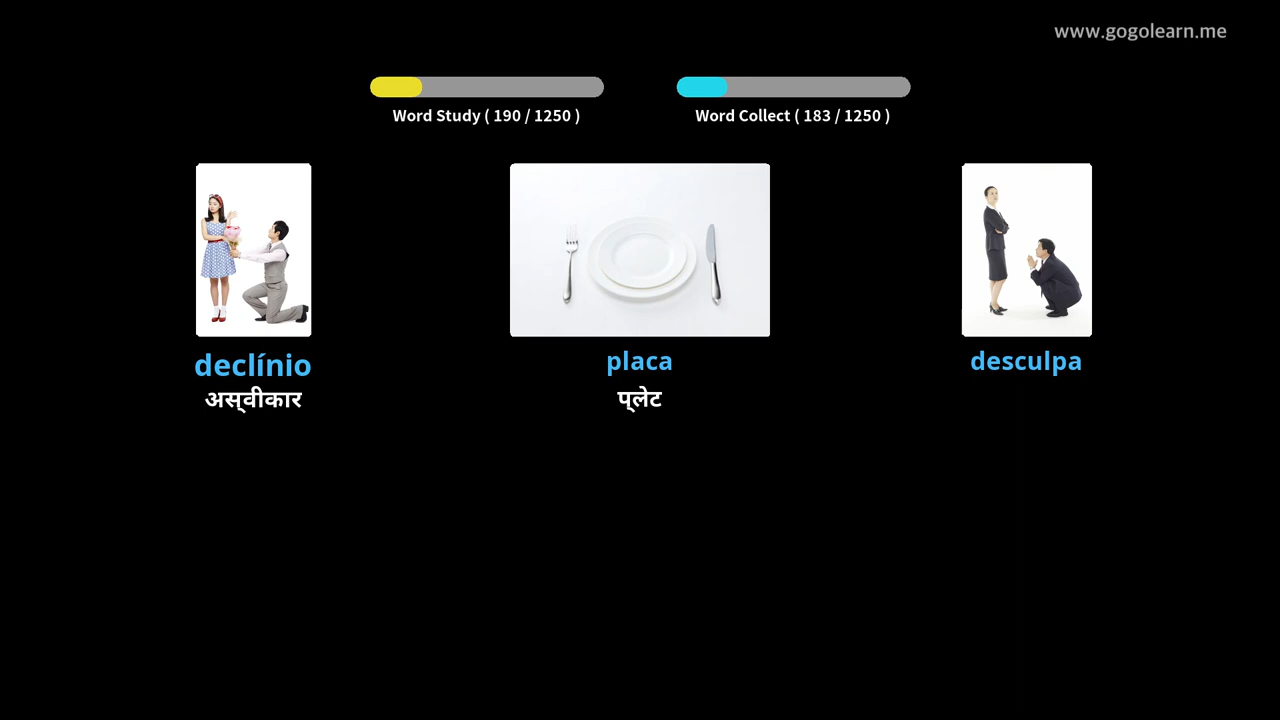 www.gogolearn.me
Word Study ( 190 / 1250 )
Word Collect ( 183 / 1250 )
declínio
अस्वीकार
placa
प्लेट
desculpa